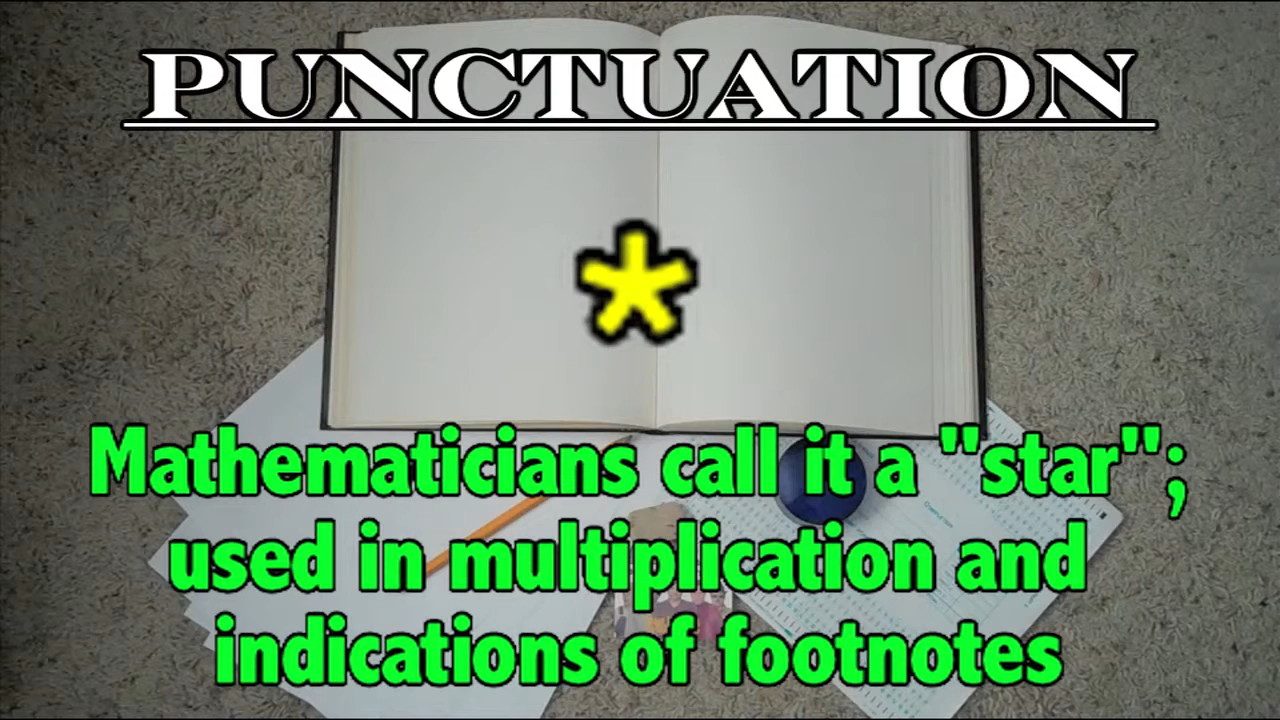 PUNCTUATION
*
Mathematicians call it a "star";
used in multiplication and
indications of footnotes